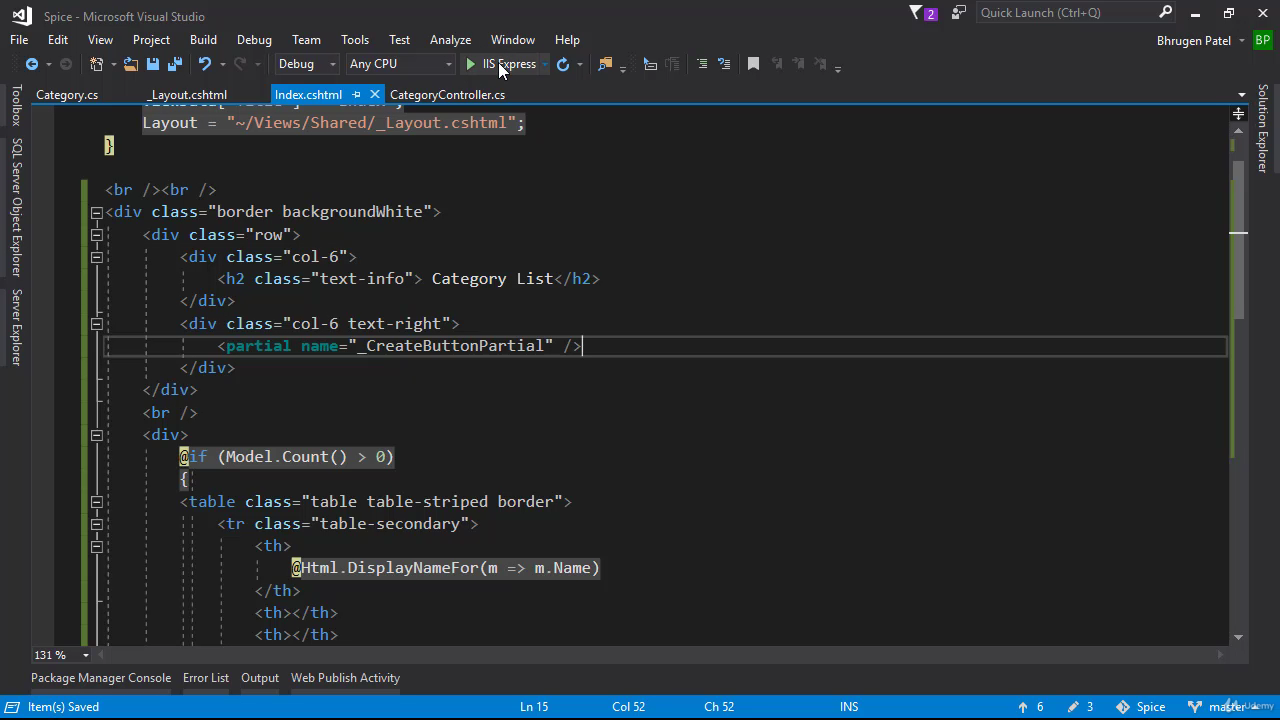 Spice - Microsoft Visual Studio
2
Quick Launch (Ctrl+Q)
File Edit View Project Build Debug Team Tools Test Analyze Window Help
Bhrugen Patel BP
Debug Any CPU IIS Express
Category.cs _Layout.cshtml Index.cshtml CategoryController.cs
Toolbox
SQL Server Object Explorer
Server Explorer
Solution Explorer
Layout = "~/Views/Shared/_Layout.cshtml";
}
<br /><br />
<div class="border backgroundWhite">
<div class="row">
<div class="col-6">
<h2 class="text-info"> Category List</h2>
</div>
<div class="col-6 text-right">
<partial name="_CreateButtonPartial" />
</div>
</div>
<br />
<div>
@if (Model.Count() > 0)
{
<table class="table table-striped border">
<tr class="table-secondary">
<th>
@Html.DisplayNameFor(m => m.Name)
</th>
<th></th>
<th></th>
131 %
Package Manager Console Error List Output Web Publish Activity
Item(s) Saved Ln 15 Col 52 Ch 52 INS 6 3 Spice master
Udemy